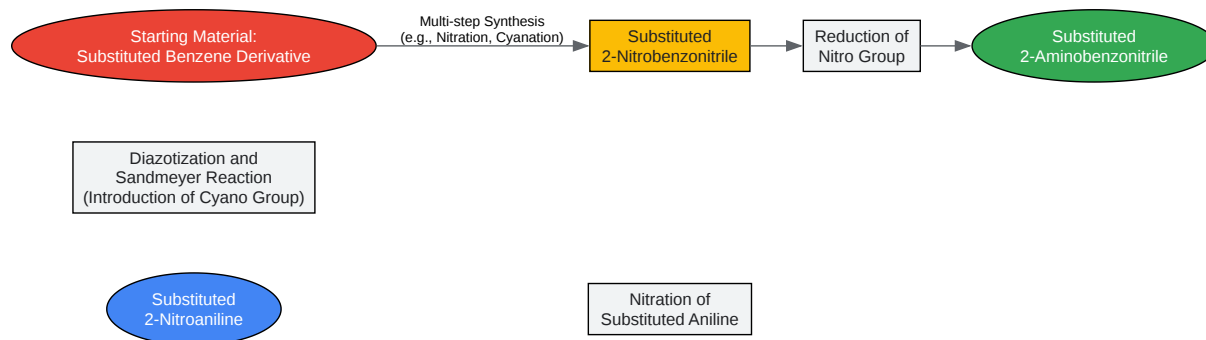 Starting Material:
Substituted Benzene Derivative
Multi-step Synthesis
(e.g., Nitration, Cyanation)
Substituted
2-Nitrobenzonitrile
Reduction of
Nitro Group
Substituted
2-Aminobenzonitrile
Diazotization and
Sandmeyer Reaction
(Introduction of Cyano Group)
Substituted
2-Nitroaniline
Nitration of
Substituted Aniline